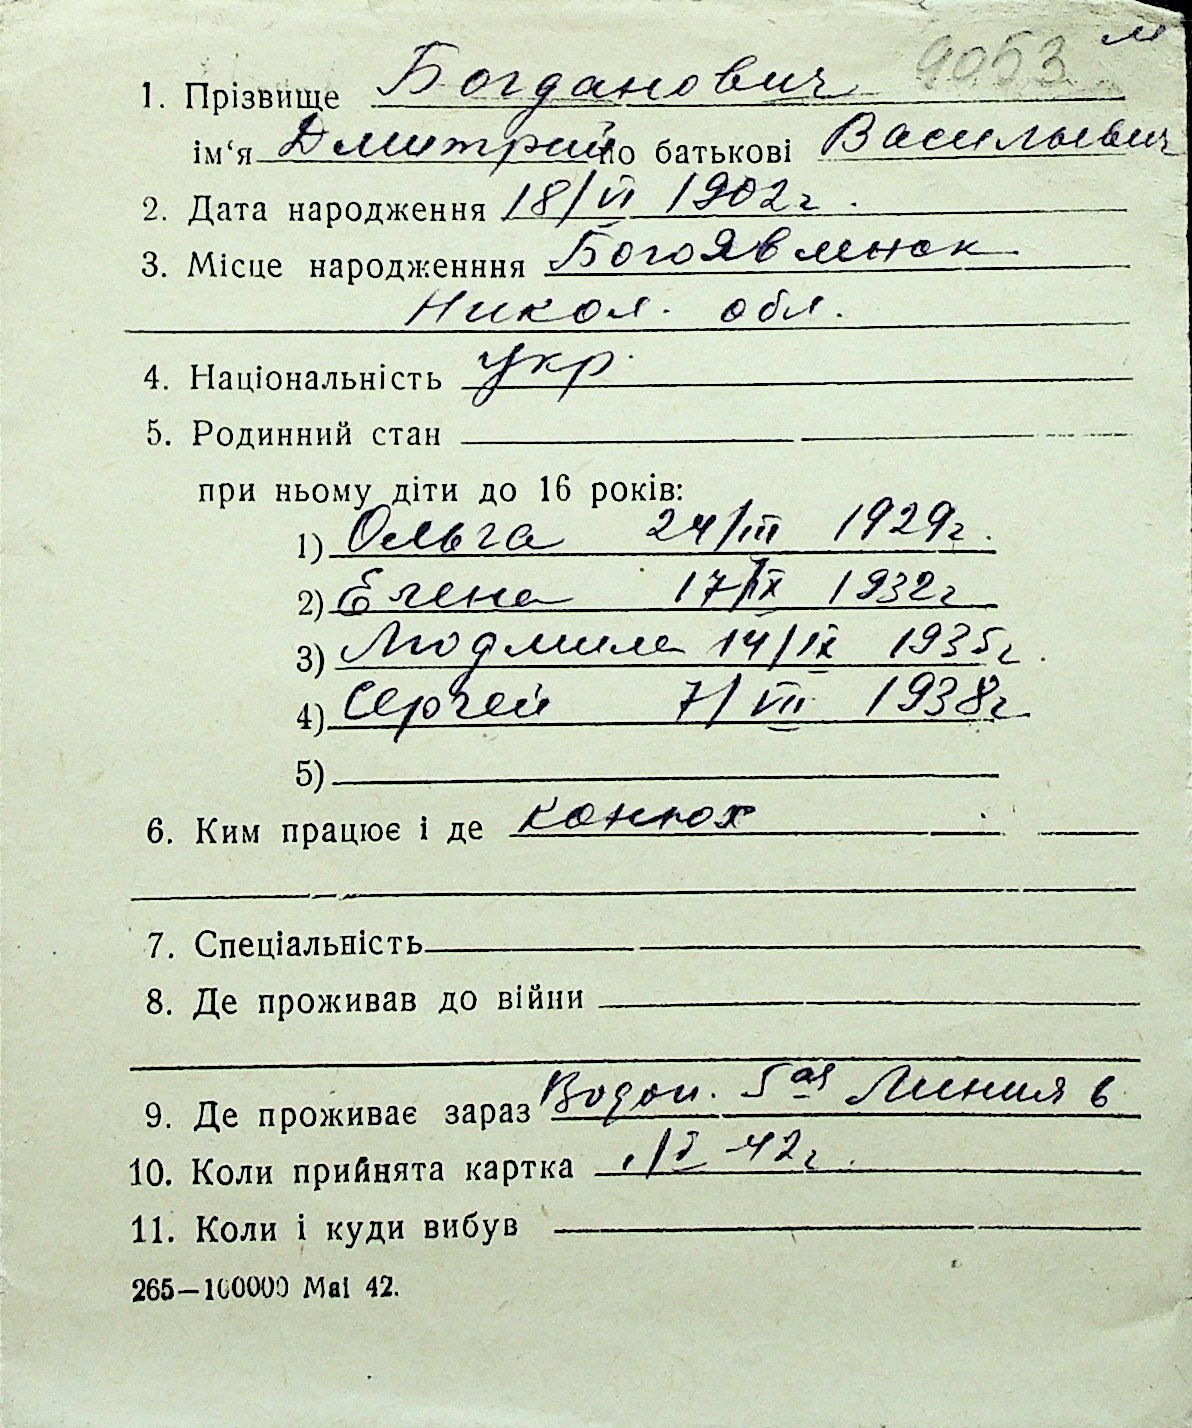 9053 м
1. Прізвище Богданович
ім‘я Дмитрий по батькові Васильевич
2. Дата народження 18/VI 1902 г.
3. Місце народженння Богоявленск
Никол. обл.
4. Національність укр.
5. Родинний стан
при ньому діти до 16 років:
1) Ольга 24/III 1929г.
2) Елена 17/IX 1932г
3) Людмила 14/IX 1935г.
4) Сергей 7/VII 1938г
5)
6. Ким працює і де конюх
7. Спеціальність
8. Де проживав до війни
9. Де проживає зараз Водоп. 5ая Линия 6
10. Коли прийнята картка 42г.
11. Коли і куди вибув
265—100000 Mai 42.